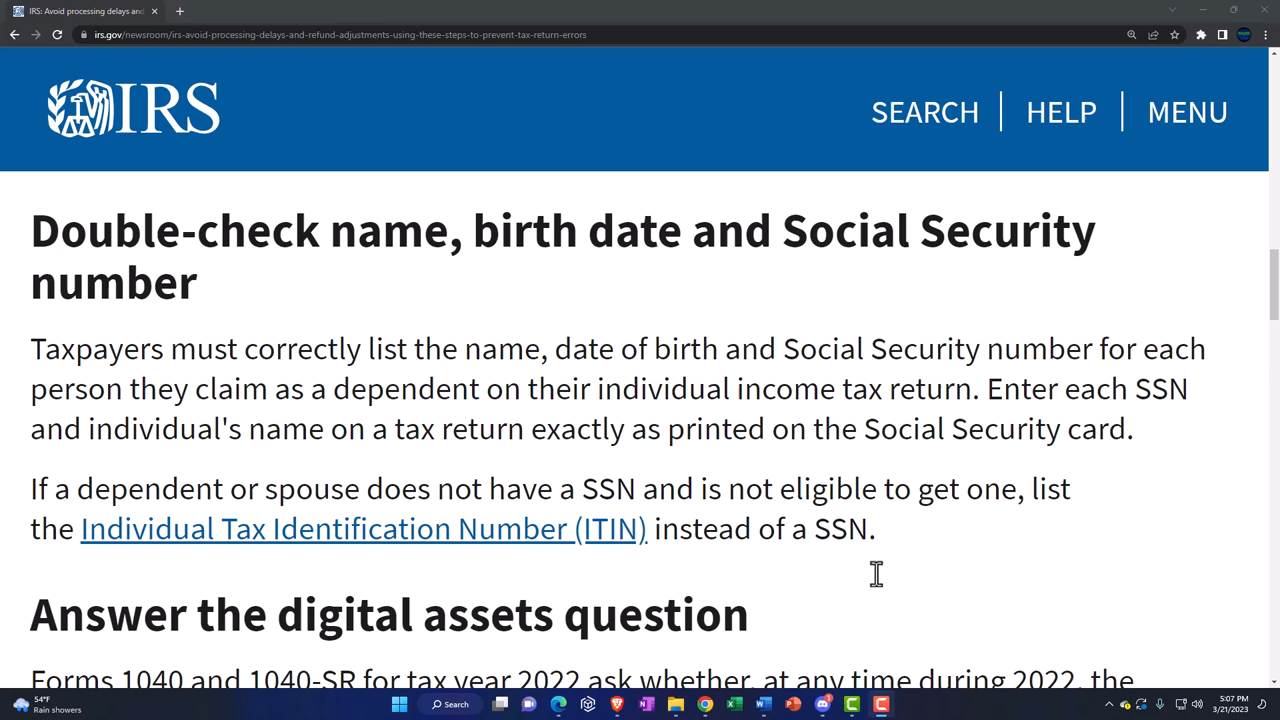 IRS: Avoid processing delays and
irs.gov/newsroom/irs-avoid-processing-delays-and-refund-adjustments-using-these-steps-to-prevent-tax-return-errors
IRS
SEARCH HELP MENU
Double-check name, birth date and Social Security
number
Taxpayers must correctly list the name, date of birth and Social Security number for each
person they claim as a dependent on their individual income tax return. Enter each SSN
and individual's name on a tax return exactly as printed on the Social Security card.
If a dependent or spouse does not have a SSN and is not eligible to get one, list
the Individual Tax Identification Number (ITIN) instead of a SSN.
Answer the digital assets question
Forms 1040 and 1040-SR for tax year 2022 ask whether, at any time during 2022, the
54°F
Rain showers
Search
5:07 PM
3/21/2023